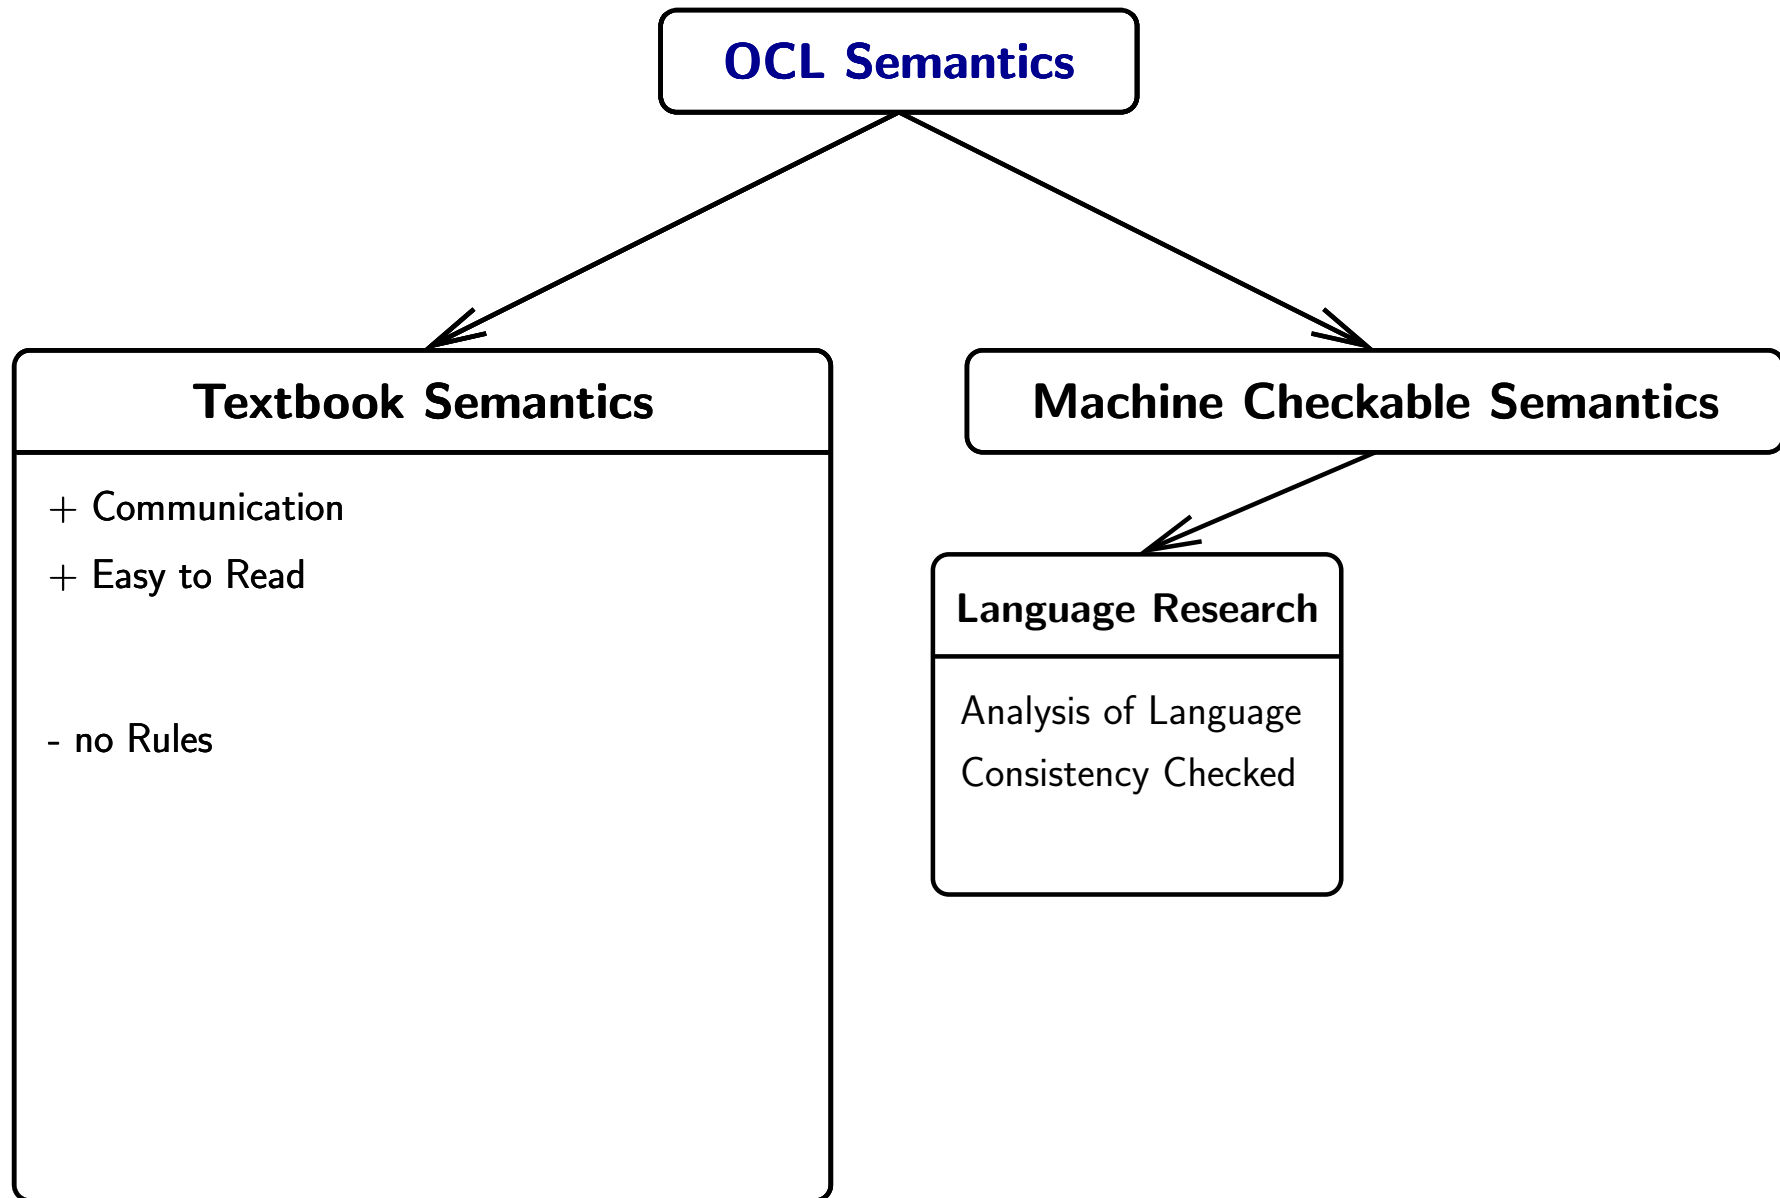 OCL Semantics
Textbook Semantics
+ Communication
+ Easy to Read
- no Rules
Machine Checkable Semantics
Language Research
Analysis of Language
Consistency Checked